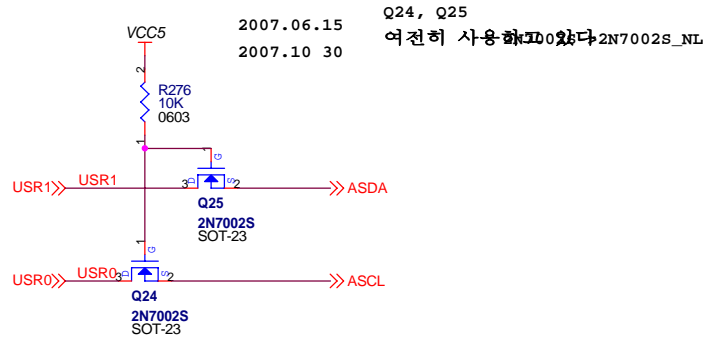 Q24, Q25
2007.06.15
여전히 사용하고 있다 2N7002S_NL
2007.10 30
VCC5
2
R276
10K
0603
1
1
G
USR1
USR1
3
D
S
2
ASDA
Q25
2N7002S
SOT-23
1
G
USR0
USR0
3
D
S
2
ASCL
Q24
2N7002S
SOT-23